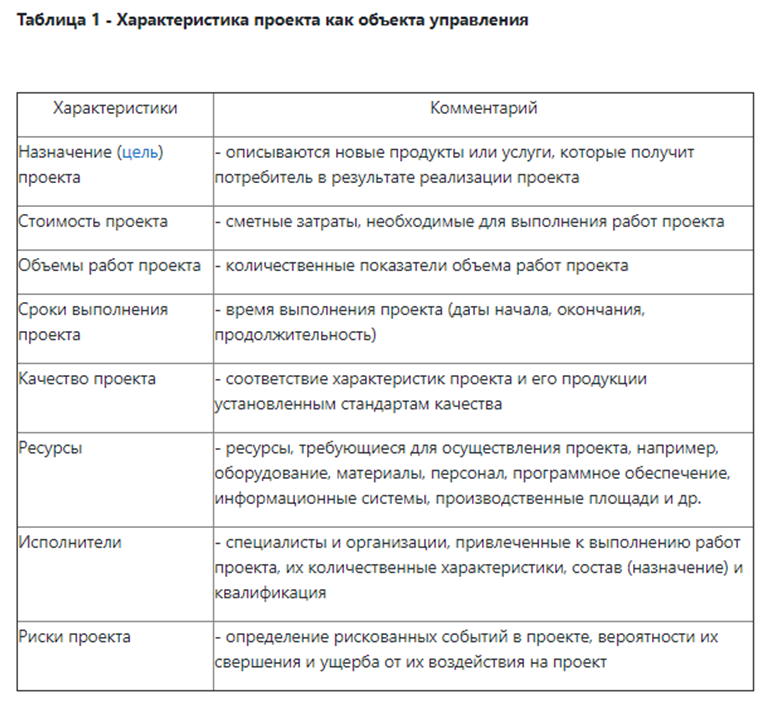 Таблица 1 - Характеристика проекта как объекта управления
Характеристики
Комментарий
Назначение (цель)
проекта
- описываются новые продукты или услуги, которые получит
потребитель в результате реализации проекта
Стоимость проекта
- сметные затраты, необходимые для выполнения работ проекта
Объемы работ проекта
- количественные показатели объема работ проекта
Сроки выполнения
проекта
- время выполнения проекта (даты начала, окончания,
продолжительность)
Качество проекта
- соответствие характеристик проекта и его продукции
установленным стандартам качества
Ресурсы
- ресурсы, требующиеся для осуществления проекта, например,
оборудование, материалы, персонал, программное обеспечение,
информационные системы, производственные площади и др.
Исполнители
- специалисты и организации, привлеченные к выполнению работ
проекта, их количественные характеристики, состав (назначение) и
квалификация
Риски проекта
- определение рискованных событий в проекте, вероятности их
свершения и ущерба от их воздействия на проект